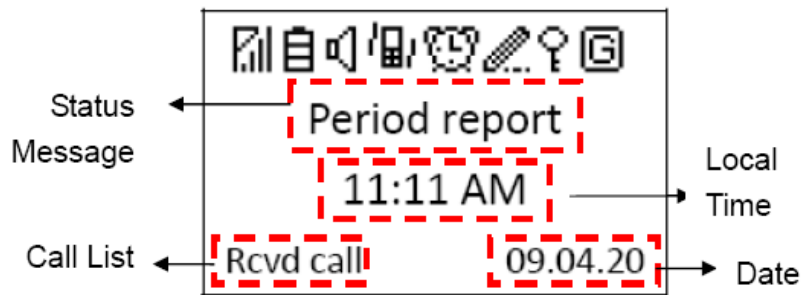 G
Status
Message
Period report
11:11 AM
Local
Time
Call List
Rcvd call
09.04.20
Date